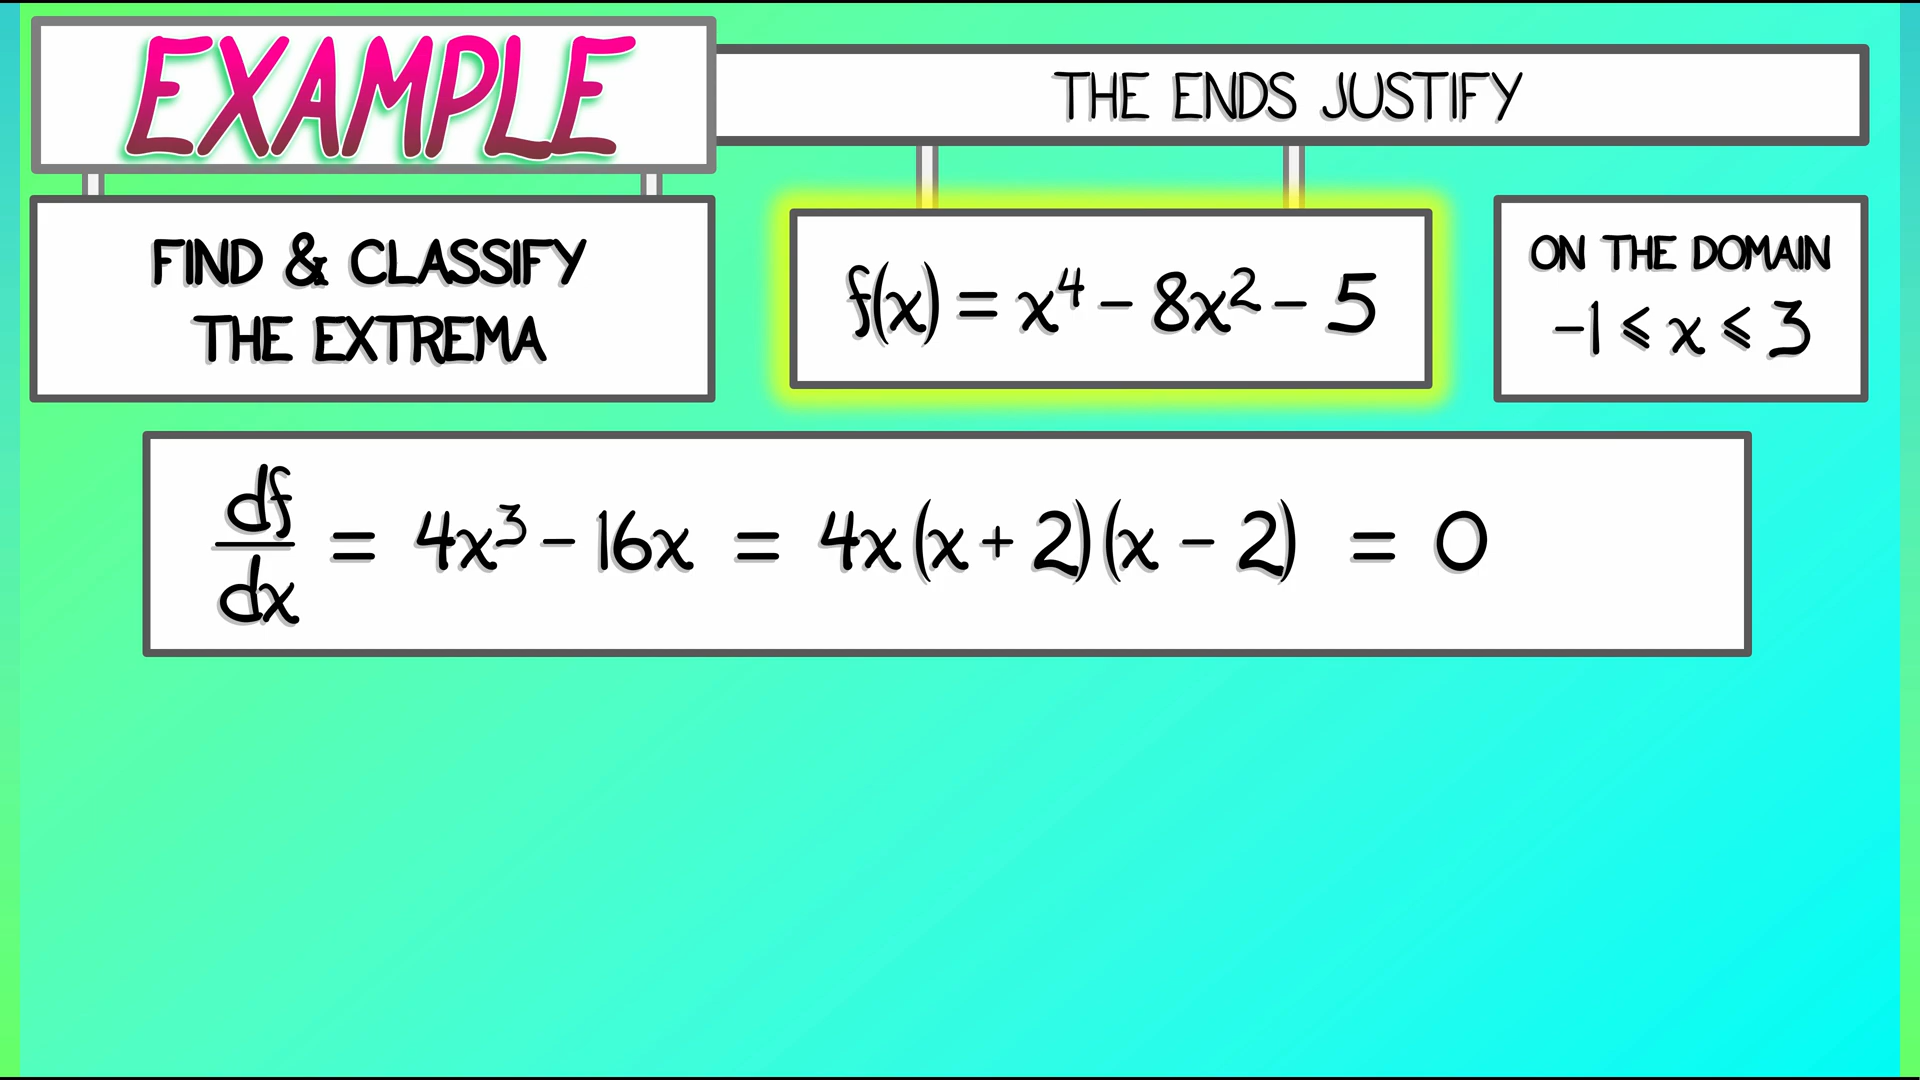 EXAMPLE
THE ENDS JUSTIFY
FIND & CLASSIFY
THE EXTREMA
f(x) = x⁴ − 8x² − 5
ON THE DOMAIN
−1 ⩽ x ⩽ 3
df/dx = 4x³ − 16x = 4x(x + 2)(x − 2) = 0